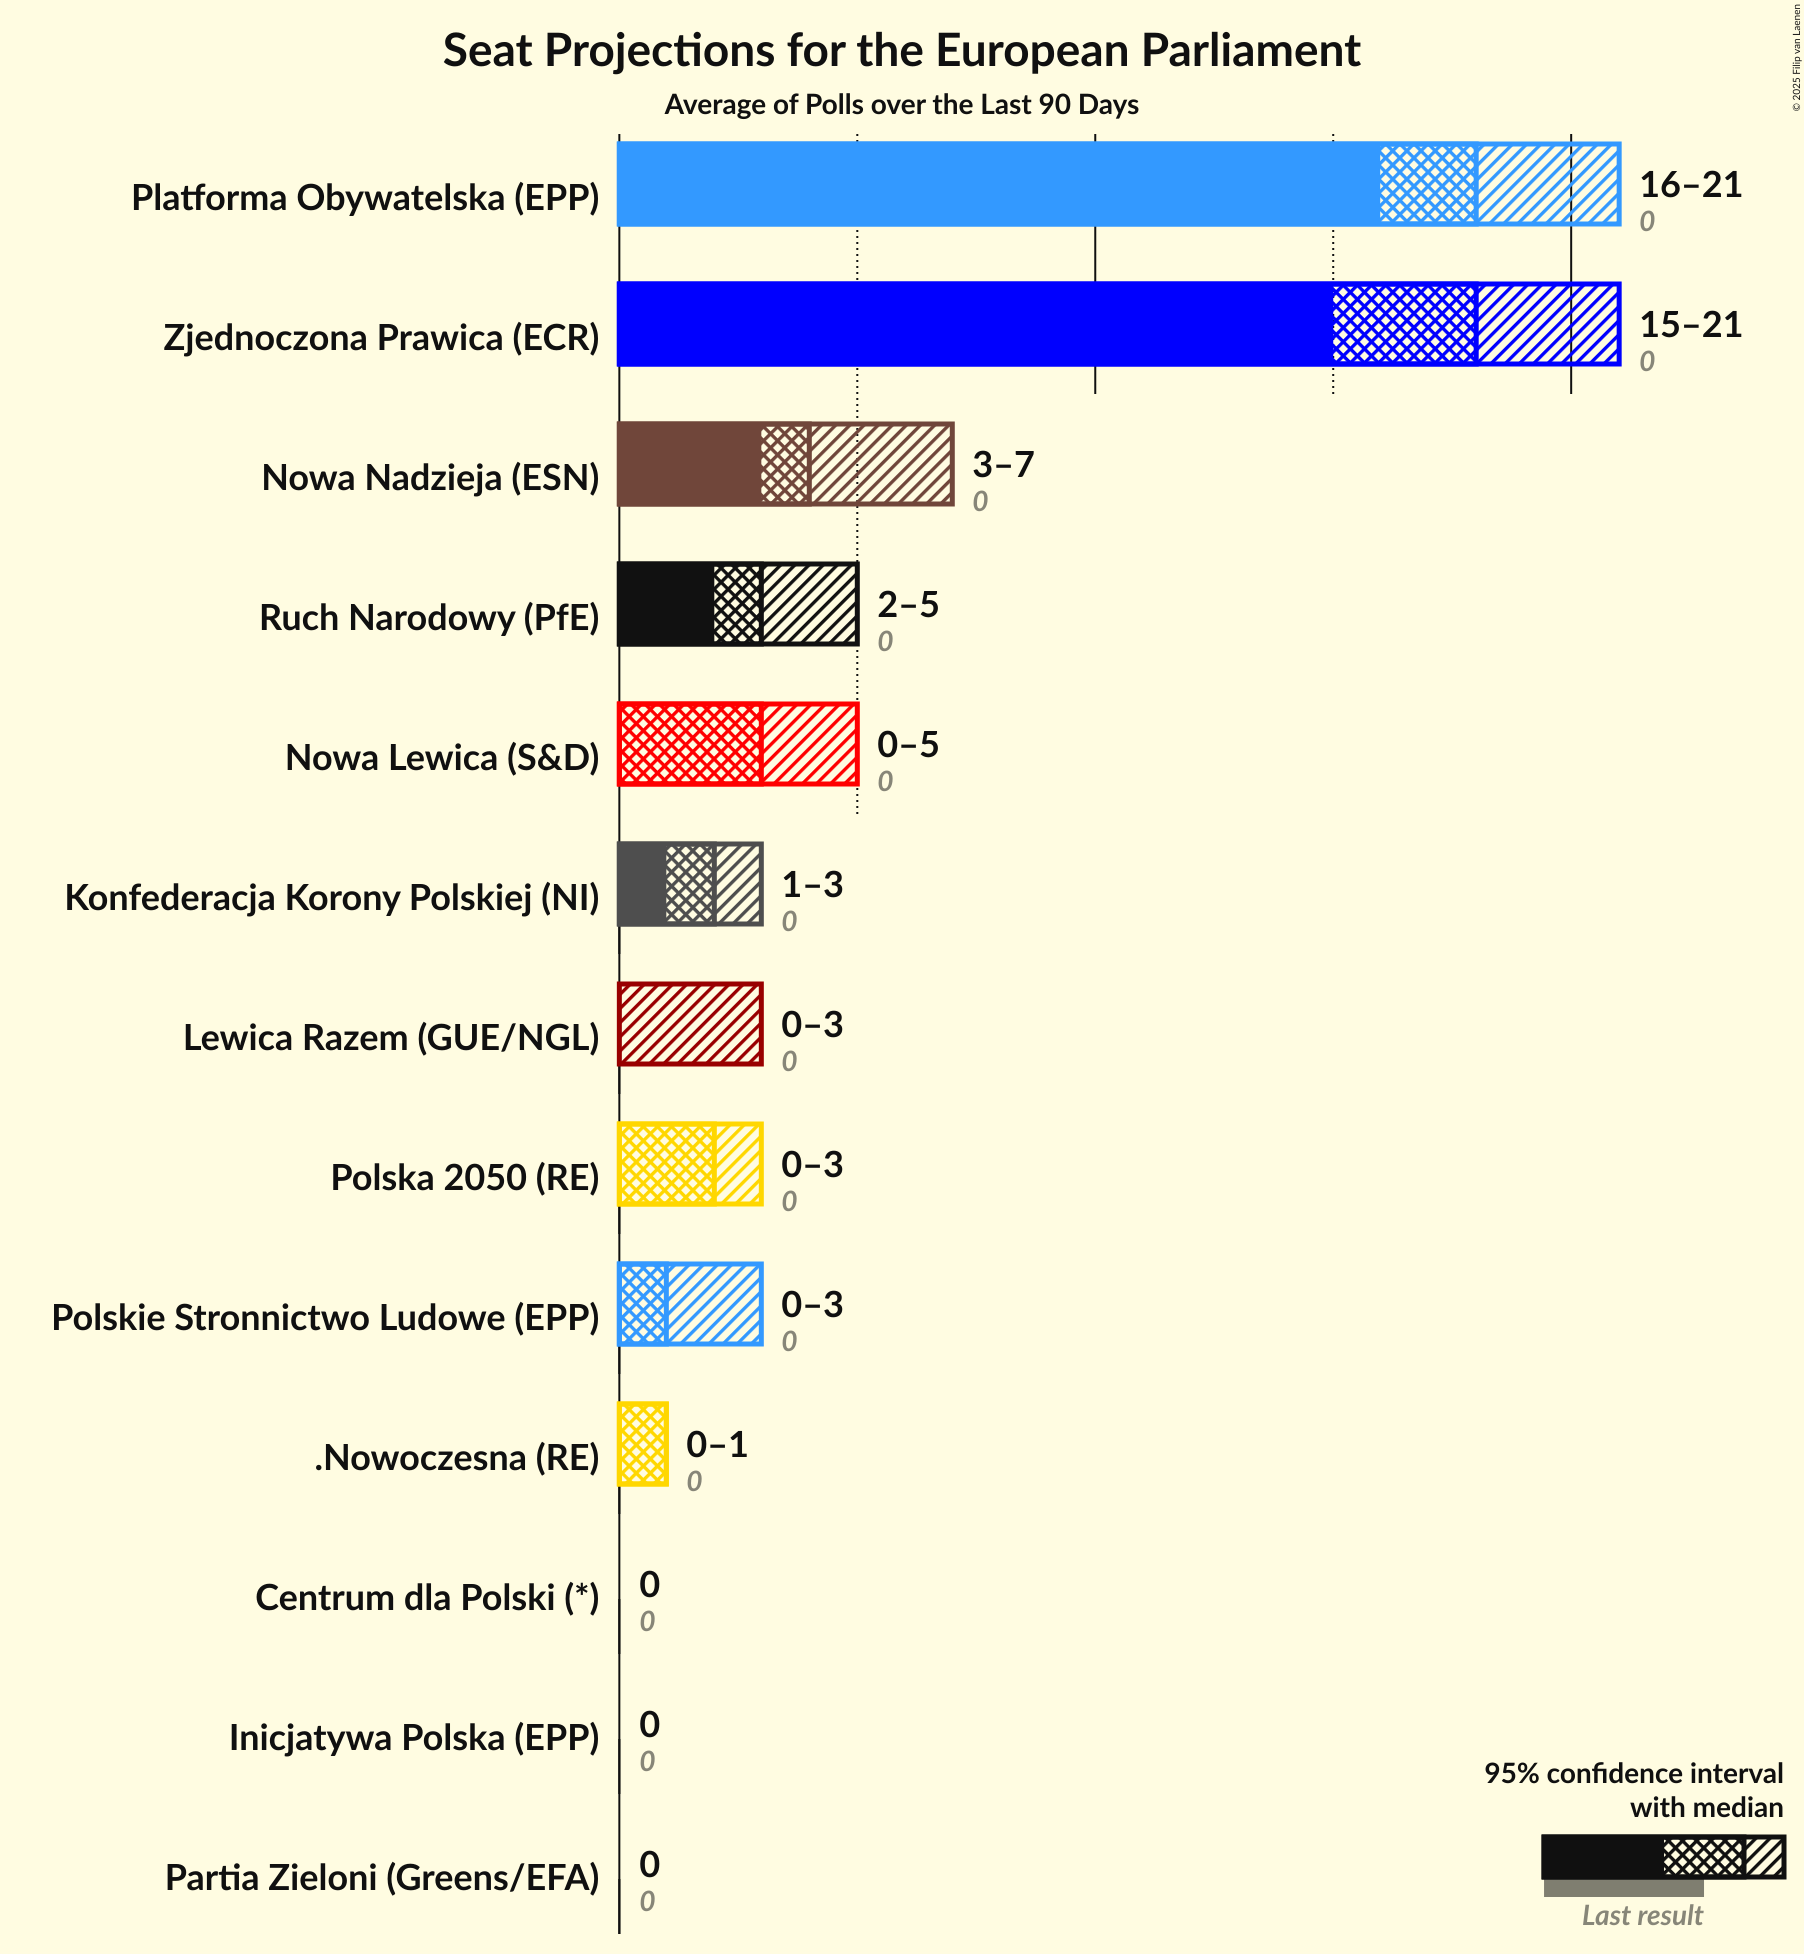 Seat Projections for the European Parliament
Average of Polls over the Last 90 Days
© 2025 Filip van Laenen
Platforma Obywatelska (EPP)
16–21
0
Zjednoczona Prawica (ECR)
15–21
0
Nowa Nadzieja (ESN)
3–7
0
Ruch Narodowy (PfE)
2–5
0
Nowa Lewica (S&D)
0–5
0
Konfederacja Korony Polskiej (NI)
1–3
0
Lewica Razem (GUE/NGL)
0–3
0
Polska 2050 (RE)
0–3
0
Polskie Stronnictwo Ludowe (EPP)
0–3
0
.Nowoczesna (RE)
0–1
0
Centrum dla Polski (*)
0
0
Inicjatywa Polska (EPP)
0
0
Partia Zieloni (Greens/EFA)
0
0
95% confidence interval
with median
Last result